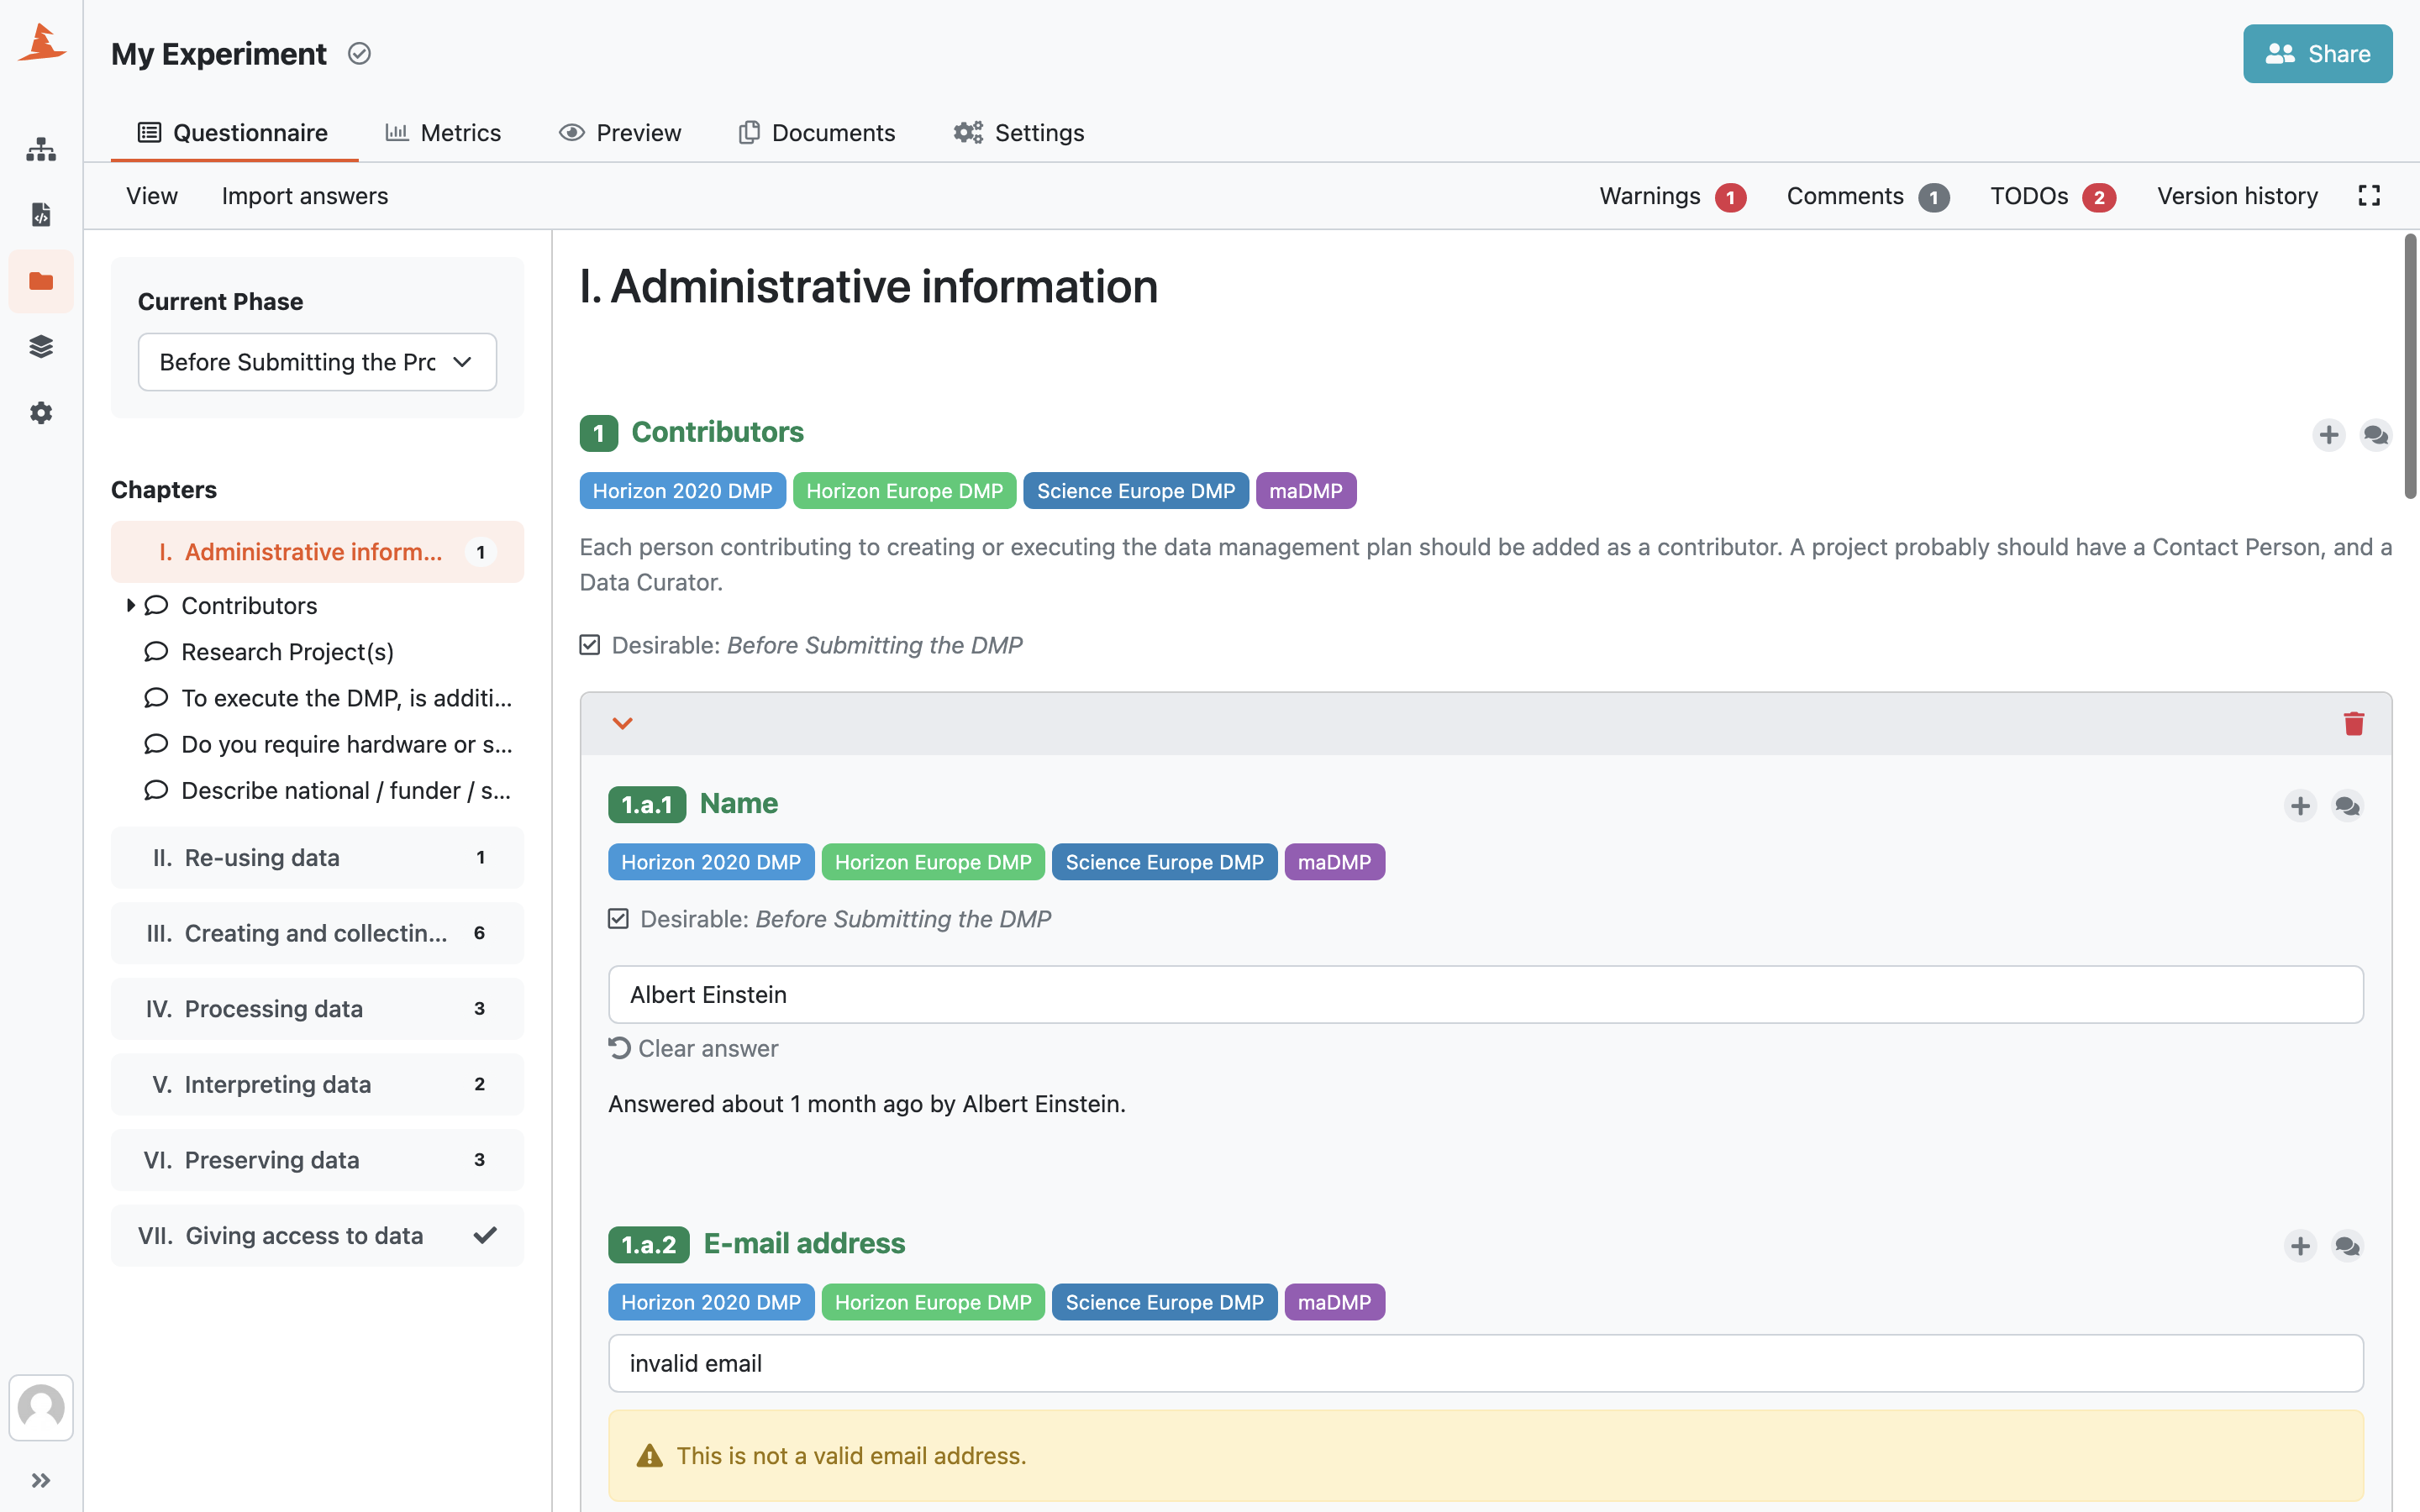 My Experiment
Share
Questionnaire
Metrics
Preview
Documents
Settings
View
Import answers
Warnings 1
Comments 1
TODOs 2
Version history
Current Phase
Before Submitting the Pro
Chapters
I. Administrative inform... 1
Contributors
Research Project(s)
To execute the DMP, is additi...
Do you require hardware or s...
Describe national / funder / s...
II. Re-using data 1
III. Creating and collectin... 6
IV. Processing data 3
V. Interpreting data 2
VI. Preserving data 3
VII. Giving access to data
I. Administrative information
1 Contributors
Horizon 2020 DMP Horizon Europe DMP Science Europe DMP maDMP
Each person contributing to creating or executing the data management plan should be added as a contributor. A project probably should have a Contact Person, and a
Data Curator.
Desirable: Before Submitting the DMP
1.a.1 Name
Horizon 2020 DMP Horizon Europe DMP Science Europe DMP maDMP
Desirable: Before Submitting the DMP
Albert Einstein
Clear answer
Answered about 1 month ago by Albert Einstein.
1.a.2 E-mail address
Horizon 2020 DMP Horizon Europe DMP Science Europe DMP maDMP
invalid email
This is not a valid email address.